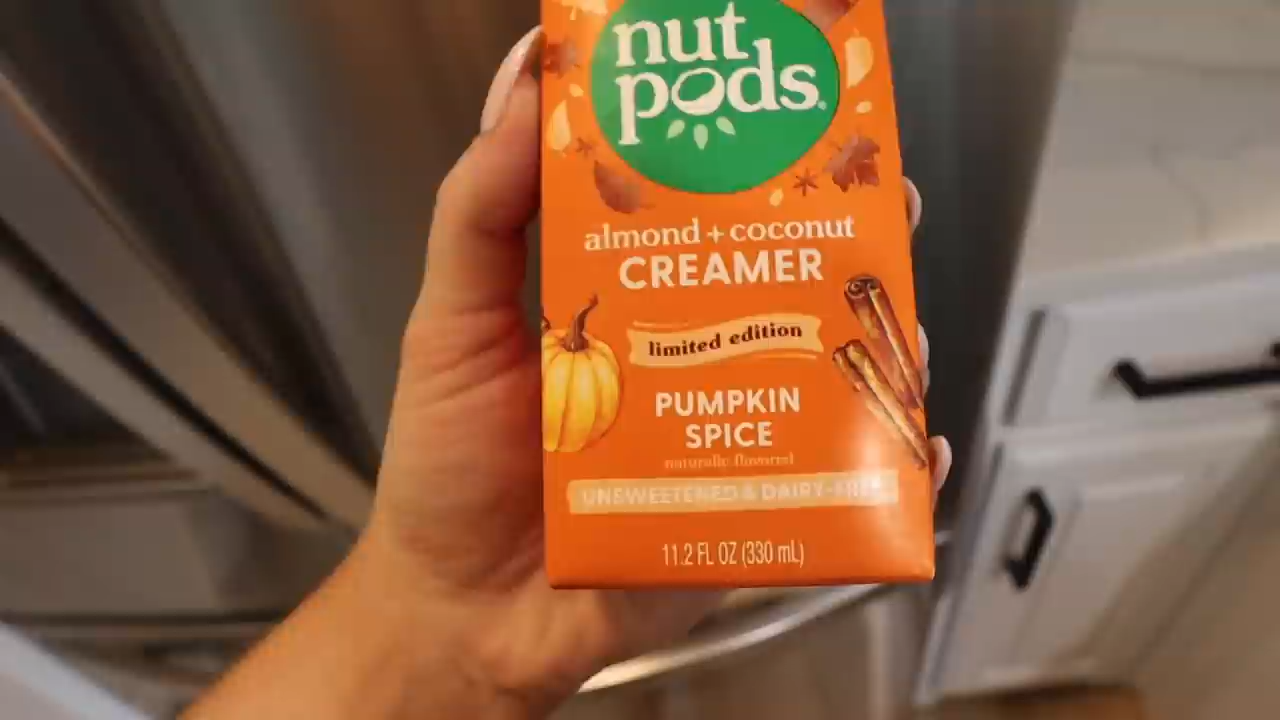 nut
pods®
almond + coconut
CREAMER
limited edition
PUMPKIN
SPICE
naturally flavored
UNSWEETENED & DAIRY-FREE
11.2 FL OZ (330 mL)